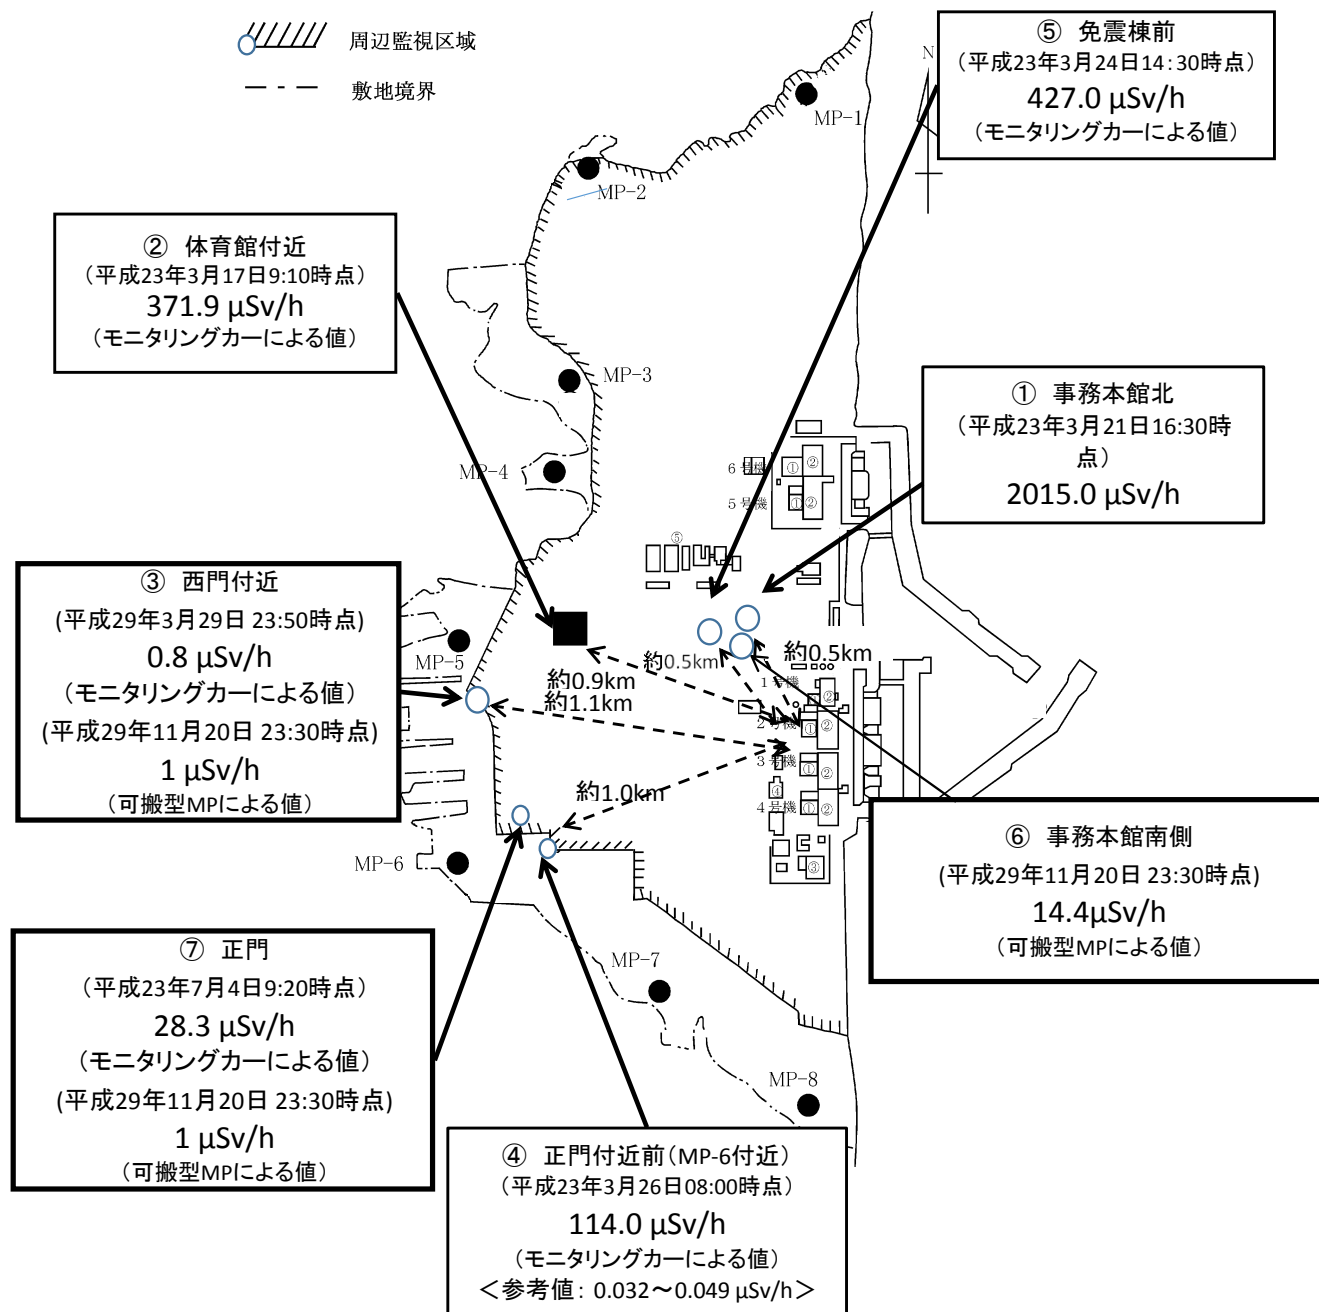 周辺監視区域
敷地境界
⑤ 免震棟前
（平成23年3月24日14：30時点）
427.0 μSv/h
（モニタリングカーによる値）
N
MP-1
MP-2
② 体育館付近
（平成23年3月17日9:10時点）
371.9 μSv/h
（モニタリングカーによる値）
MP-3
① 事務本館北
（平成23年3月21日16:30時
点）
2015.0 μSv/h
MP-4
6号機
① ②
5号機
① ②
⑤
③ 西門付近
(平成29年3月29日 23:50時点)
0.8 μSv/h
（モニタリングカーによる値）
(平成29年11月20日 23:30時点)
1 μSv/h
（可搬型MPによる値）
MP-5
約0.5km
約0.5km
約0.9km
約1.1km
1号機
②
2号機
① ②
3号機
① ②
約1.0km
④
4号機
① ②
③
MP-6
⑥ 事務本館南側
(平成29年11月20日 23:30時点)
14.4μSv/h
（可搬型MPによる値）
⑦ 正門
（平成23年7月4日9:20時点）
28.3 μSv/h
（モニタリングカーによる値）
(平成29年11月20日 23:30時点)
1 μSv/h
（可搬型MPによる値）
MP-7
MP-8
④ 正門付近前（MP-6付近）
（平成23年3月26日08:00時点）
114.0 μSv/h
（モニタリングカーによる値）
＜参考値： 0.032～0.049 μSv/h＞